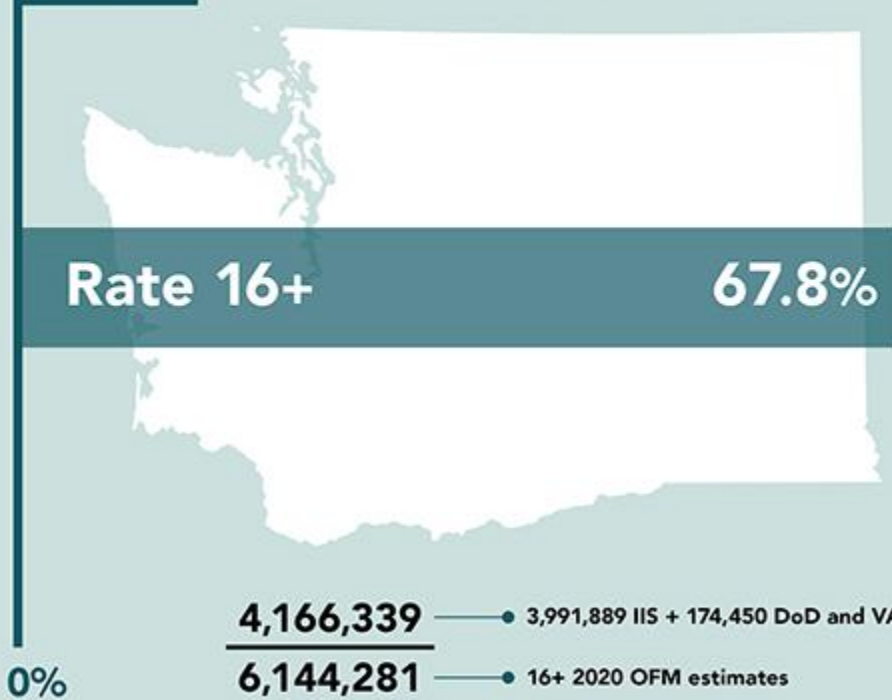 Rate 16+ 67.8%
4,166,339 3,991,889 IIS + 174,450 DoD and VA
6,144,281 16+ 2020 OFM estimates
0%